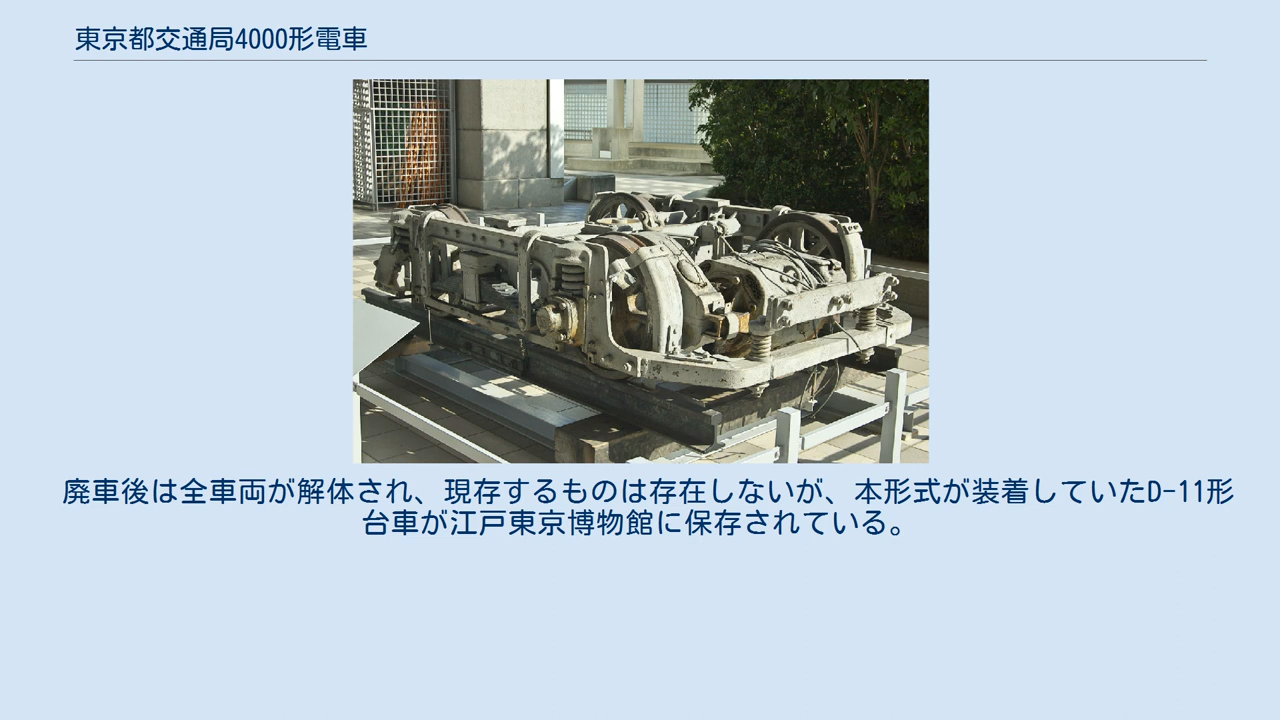 東京都交通局4000形電車
廃車後は全車両が解体され、現存するものは存在しないが、本形式が装着していたD-11形
台車が江戸東京博物館に保存されている。